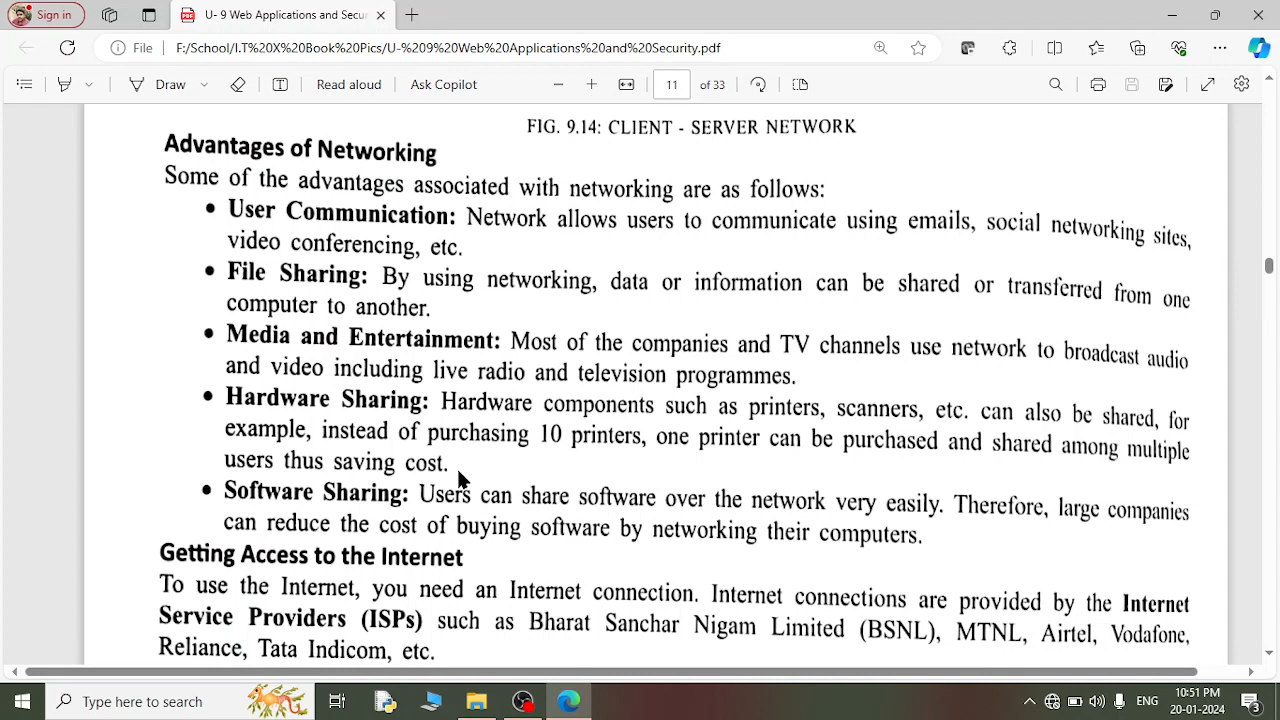 Sign in
U- 9 Web Applications and Secur
File
F:/School/I.T%20X%20Book%20Pics/U-%209%20Web%20Applications%20and%20Security.pdf
Draw
Read aloud
Ask Copilot
11 of 33
FIG. 9.14: CLIENT - SERVER NETWORK
Advantages of Networking
Some of the advantages associated with networking are as follows:
• User Communication: Network allows users to communicate using emails, social networking sites,
video conferencing, etc.
• File Sharing: By using networking, data or information can be shared or transferred from one
computer to another.
• Media and Entertainment: Most of the companies and TV channels use network to broadcast audio
and video including live radio and television programmes.
• Hardware Sharing: Hardware components such as printers, scanners, etc. can also be shared, for
example, instead of purchasing 10 printers, one printer can be purchased and shared among multiple
users thus saving cost.
• Software Sharing: Users can share software over the network very easily. Therefore, large companies
can reduce the cost of buying software by networking their computers.
Getting Access to the Internet
To use the Internet, you need an Internet connection. Internet connections are provided by the Internet
Service Providers (ISPs) such as Bharat Sanchar Nigam Limited (BSNL), MTNL, Airtel, Vodafone,
Reliance, Tata Indicom, etc.
Type here to search
ENG
10:51 PM
20-01-2024
3